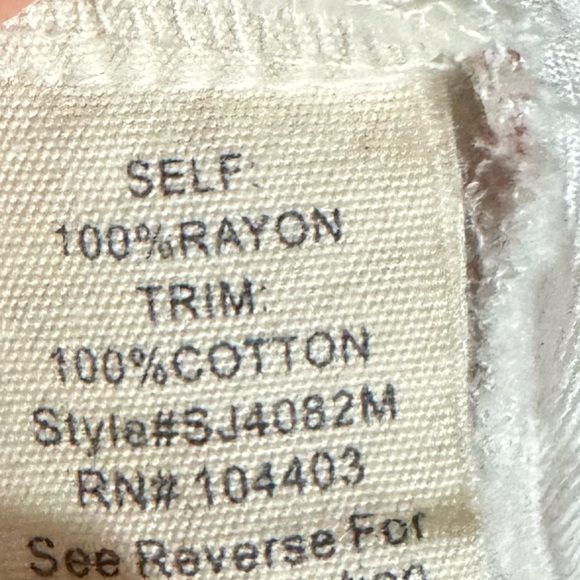 SELF:
100%RAYON
TRIM:
100%COTTON
Style#SJ4082M
RN# 104403
See Reverse For